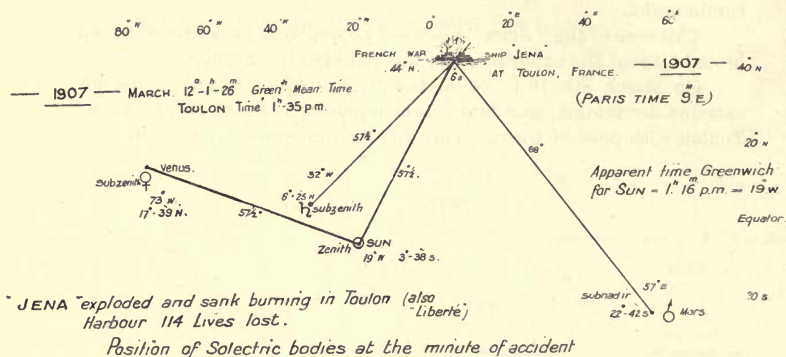 80° W 60° W 40° W 20° W 0° 20° E 40° E 60° E
FRENCH WAR SHIP "JENA"
44° N. 6 E AT TOULON, FRANCE.
— 1907 — 40 N
— 1907 — MARCH. 12ᵈ-1ʰ-26ᵐ Greenʰ Mean Time
TOULON Time" 1ʰ-35 p.m.
(PARIS TIME 9ᵐ E)
57½°
57½°
68°
20° N
Apparent time, Greenwich
for SUN = 1ʰ 16ᵐ p.m. = 19° W.
Venus.
Subzenith ♀
73° W
17°-39 N.
57½°
32° W
6°-25 N
♄ subzenith
Equator.
Zenith SUN
19° W 3°-38 S.
57° E
subnadir
22°-42 S ♂ Mars.
20 S.
"JENA" exploded and sank burning in Toulon (also Liberté)
Harbour 114 Lives lost.
Position of Solectric bodies at the minute of accident